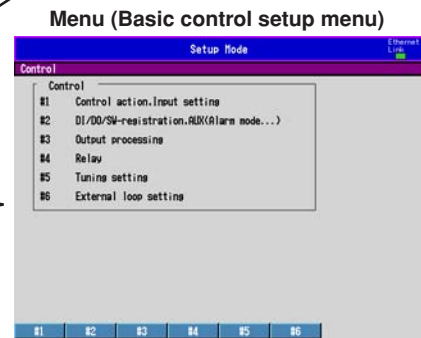 Menu (Basic control setup menu)
Setup Mode
Ethernet
Link
Control
Control
#1 Control action.Input setting
#2 DI/DO/SW-registration.AUX(Alarm mode...)
#3 Output processing
#4 Relay
#5 Tuning setting
#6 External loop setting
#1 #2 #3 #4 #5 #6